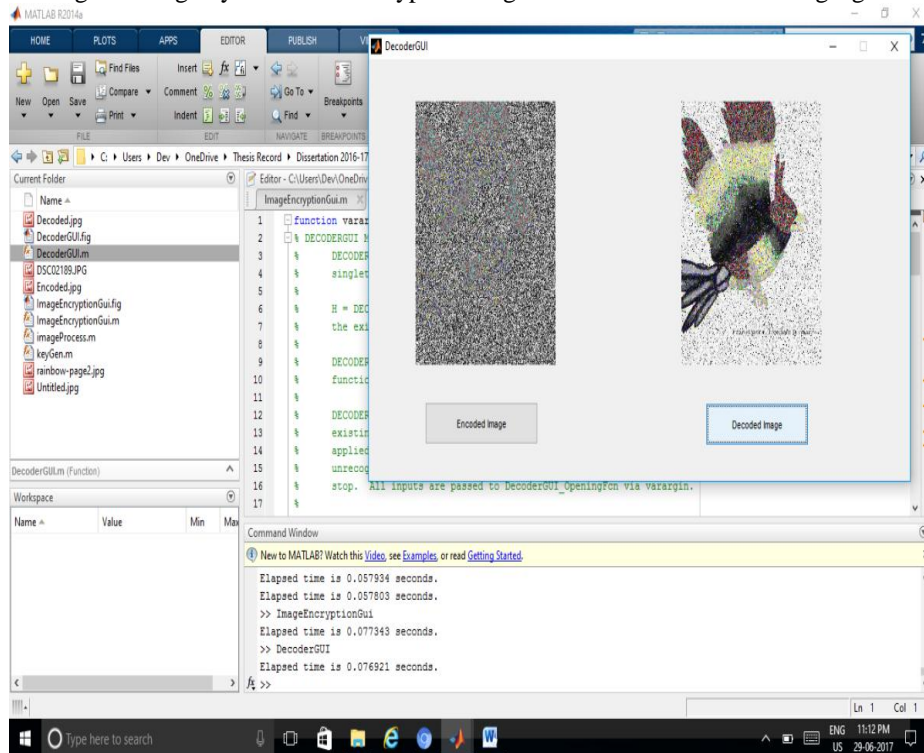 MATLAB R2014a
HOME PLOTS APPS EDITOR PUBLISH
New Open Save
Find Files
Compare
Print
Insert fx
Comment
Indent
Go To
Find
Breakpoints
FILE EDIT NAVIGATE BREAKPOINTS
C: Users Dev OneDrive Thesis Record Dissertation 2016-17
Current Folder
Name
Decoded.jpg
DecoderGUI.fig
DecoderGUI.m
DSC02189.JPG
Encoded.jpg
ImageEncryptionGui.fig
ImageEncryptionGui.m
imageProcess.m
keyGen.m
rainbow-page2.jpg
Untitled.jpg
DecoderGUI.m (Function)
Workspace
Name Value Min Max
Editor - C:\Users\Dev\OneDriv
ImageEncryptionGui.m
1 function varar
2 % DECODERGUI M
3 % DECODER
4 % singlet
5 %
6 % H = DEC
7 % the exi
8 %
9 % DECODER
10 % functio
11 %
12 % DECODER
13 % existin
14 % applied
15 % unrecog
16 % stop. All inputs are passed to DecoderGUI_OpeningFcn via varargin.
17 %
DecoderGUI
Encoded Image
Decoded Image
Command Window
New to MATLAB? Watch this Video, see Examples, or read Getting Started.
Elapsed time is 0.057934 seconds.
Elapsed time is 0.057803 seconds.
>> ImageEncryptionGui
Elapsed time is 0.077343 seconds.
>> DecoderGUI
Elapsed time is 0.076921 seconds.
fx >>
Ln 1 Col 1
Type here to search
ENG 11:12 PM
US 29-06-2017